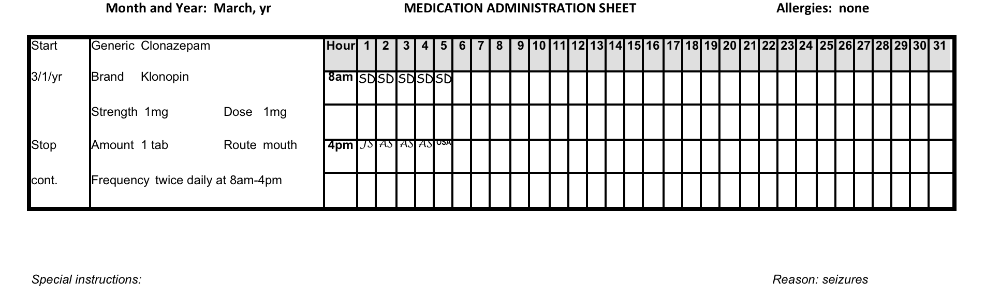 Month and Year: March, yr MEDICATION ADMINISTRATION SHEET Allergies: none
Start Generic Clonazepam Hour 1 2 3 4 5 6 7 8 9 10 11 12 13 14 15 16 17 18 19 20 21 22 23 24 25 26 27 28 29 30 31
3/1/yr Brand Klonopin 8am SD SD SD SD SD
Strength 1mg Dose 1mg
Stop Amount 1 tab Route mouth 4pm JS AS AS AS OSA
cont. Frequency twice daily at 8am-4pm
Special instructions: Reason: seizures